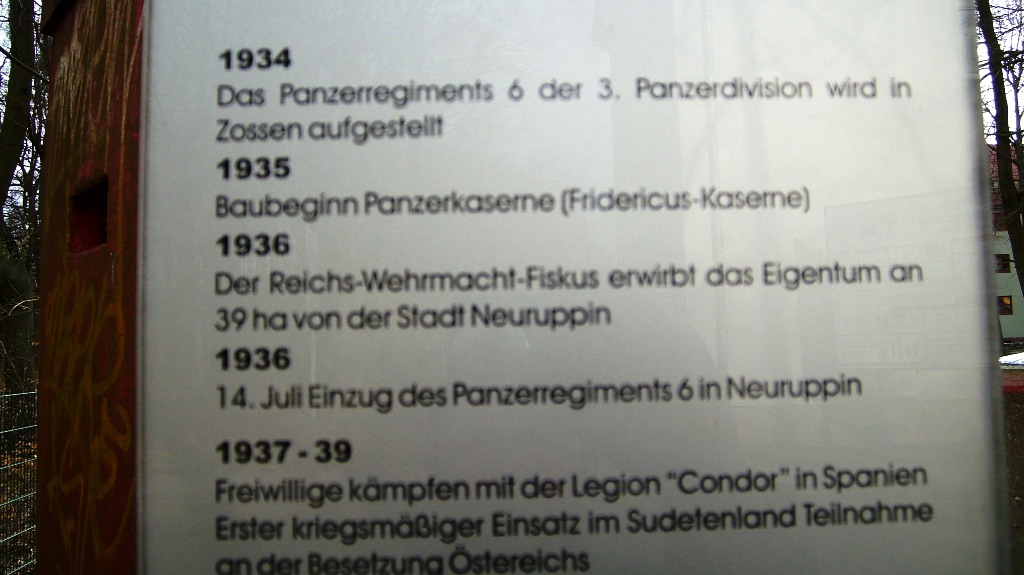 1934
Das Panzerregiments 6 der 3. Panzerdivision wird in
Zossen aufgestellt
1935
Baubeginn Panzerkaserne (Fridericus-Kaserne)
1936
Der Reichs-Wehrmacht-Fiskus erwirbt das Eigentum an
39 ha von der Stadt Neuruppin
1936
14. Juli Einzug des Panzerregiments 6 in Neuruppin
1937 - 39
Freiwillige kämpfen mit der Legion "Condor" in Spanien
Erster kriegsmäßiger Einsatz im Sudetenland Teilnahme
an der Besetzung Östereichs